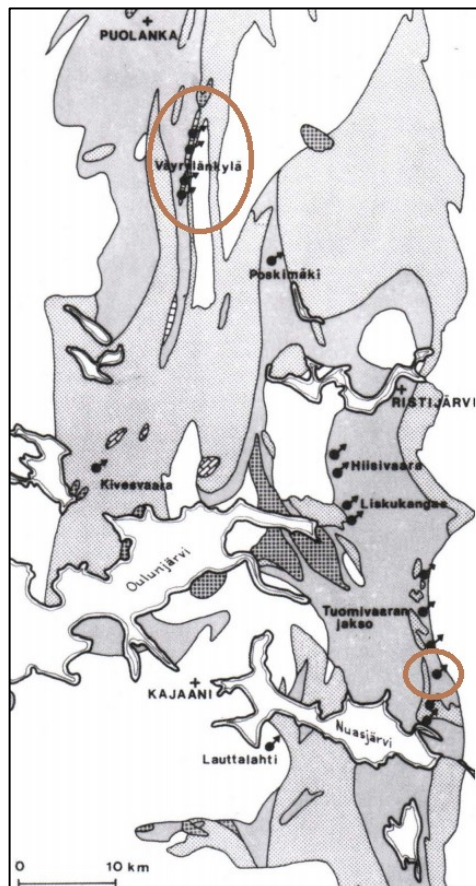 PUOLANKA
Väyrylänkylä
Poskimäki
RISTIJÄRVI
Hiisivaara
Kivesvaara
Liskukangas
Oulunjärvi
Tuomivaaran
jakso
KAJAANI
Nuasjärvi
Lauttalahti
0 10 km